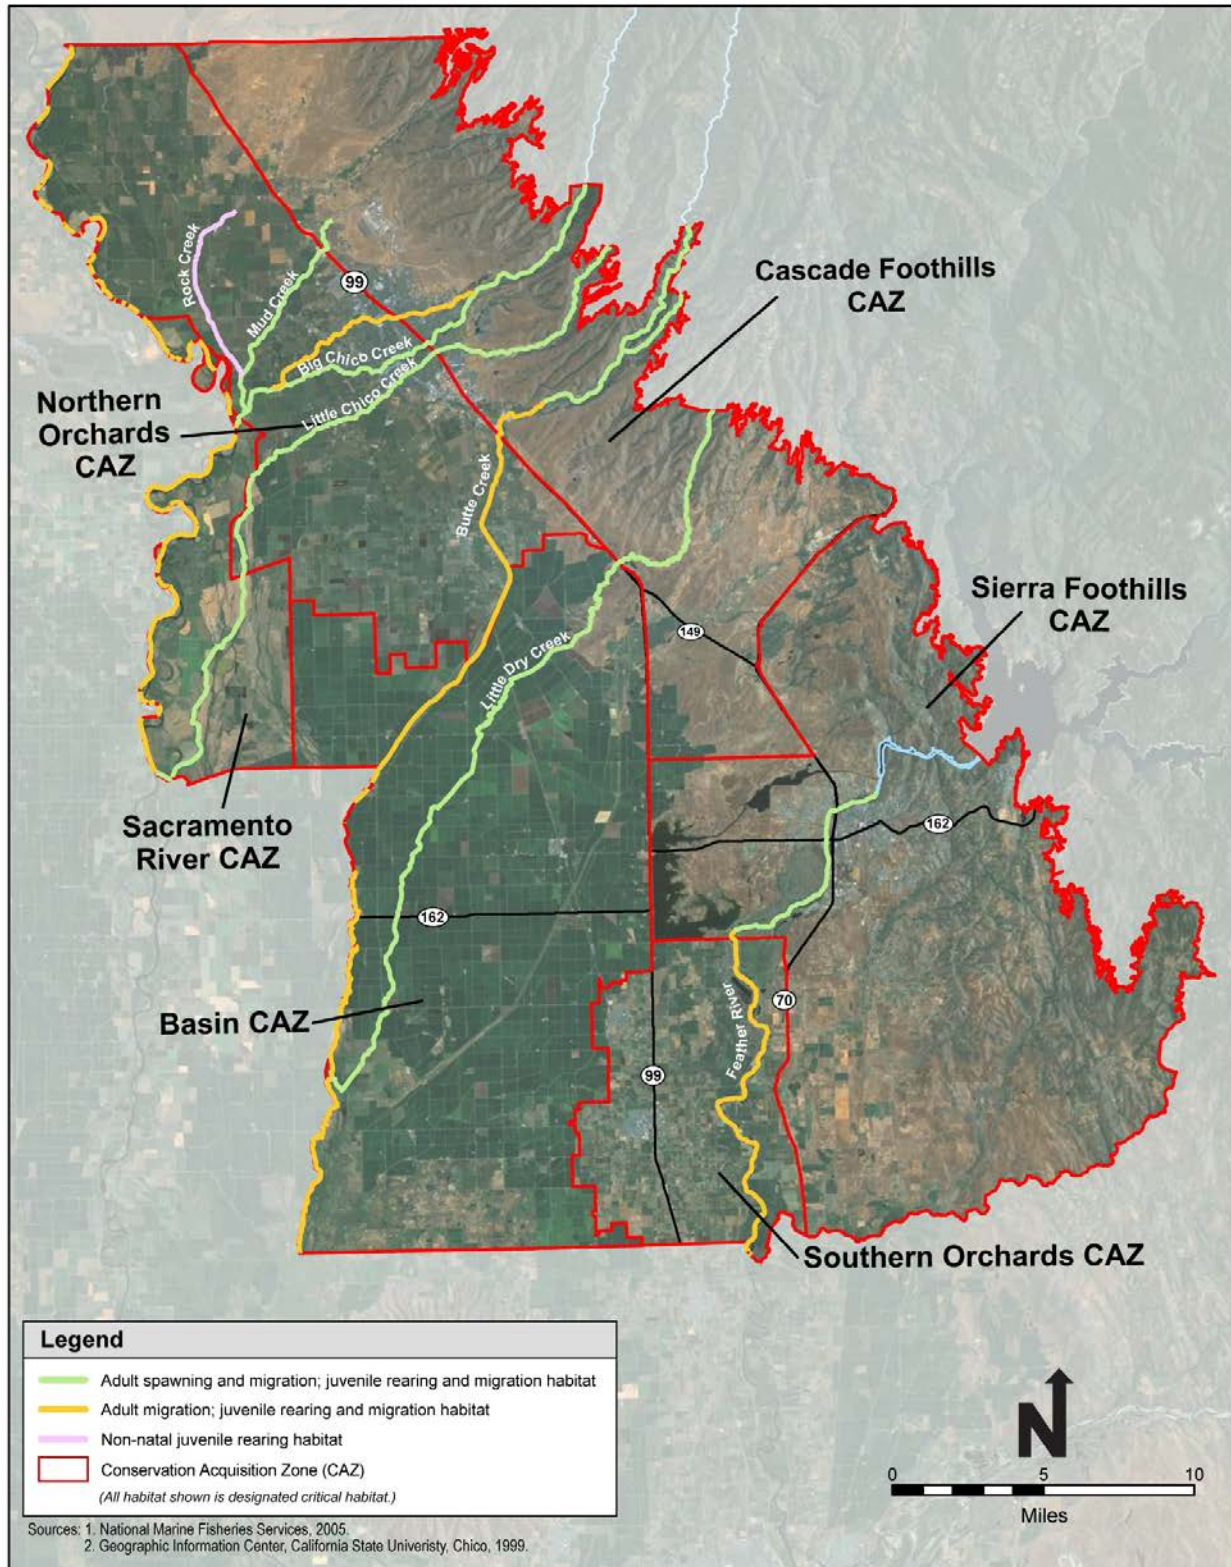 Rock Creek
Mud Creek
99
Big Chico Creek
Little Chico Creek
Cascade Foothills
CAZ
Northern
Orchards
CAZ
Butte Creek
Sierra Foothills
CAZ
149
Little Dry Creek
Sacramento
River CAZ
162
162
Basin CAZ
Feather River
70
99
Southern Orchards CAZ
Legend
Adult spawning and migration; juvenile rearing and migration habitat
Adult migration; juvenile rearing and migration habitat
Non-natal juvenile rearing habitat
Conservation Acquisition Zone (CAZ)
(All habitat shown is designated critical habitat.)
N
0 5 10
Miles
Sources: 1. National Marine Fisheries Services, 2005.
2. Geographic Information Center, California State Univeristy, Chico, 1999.